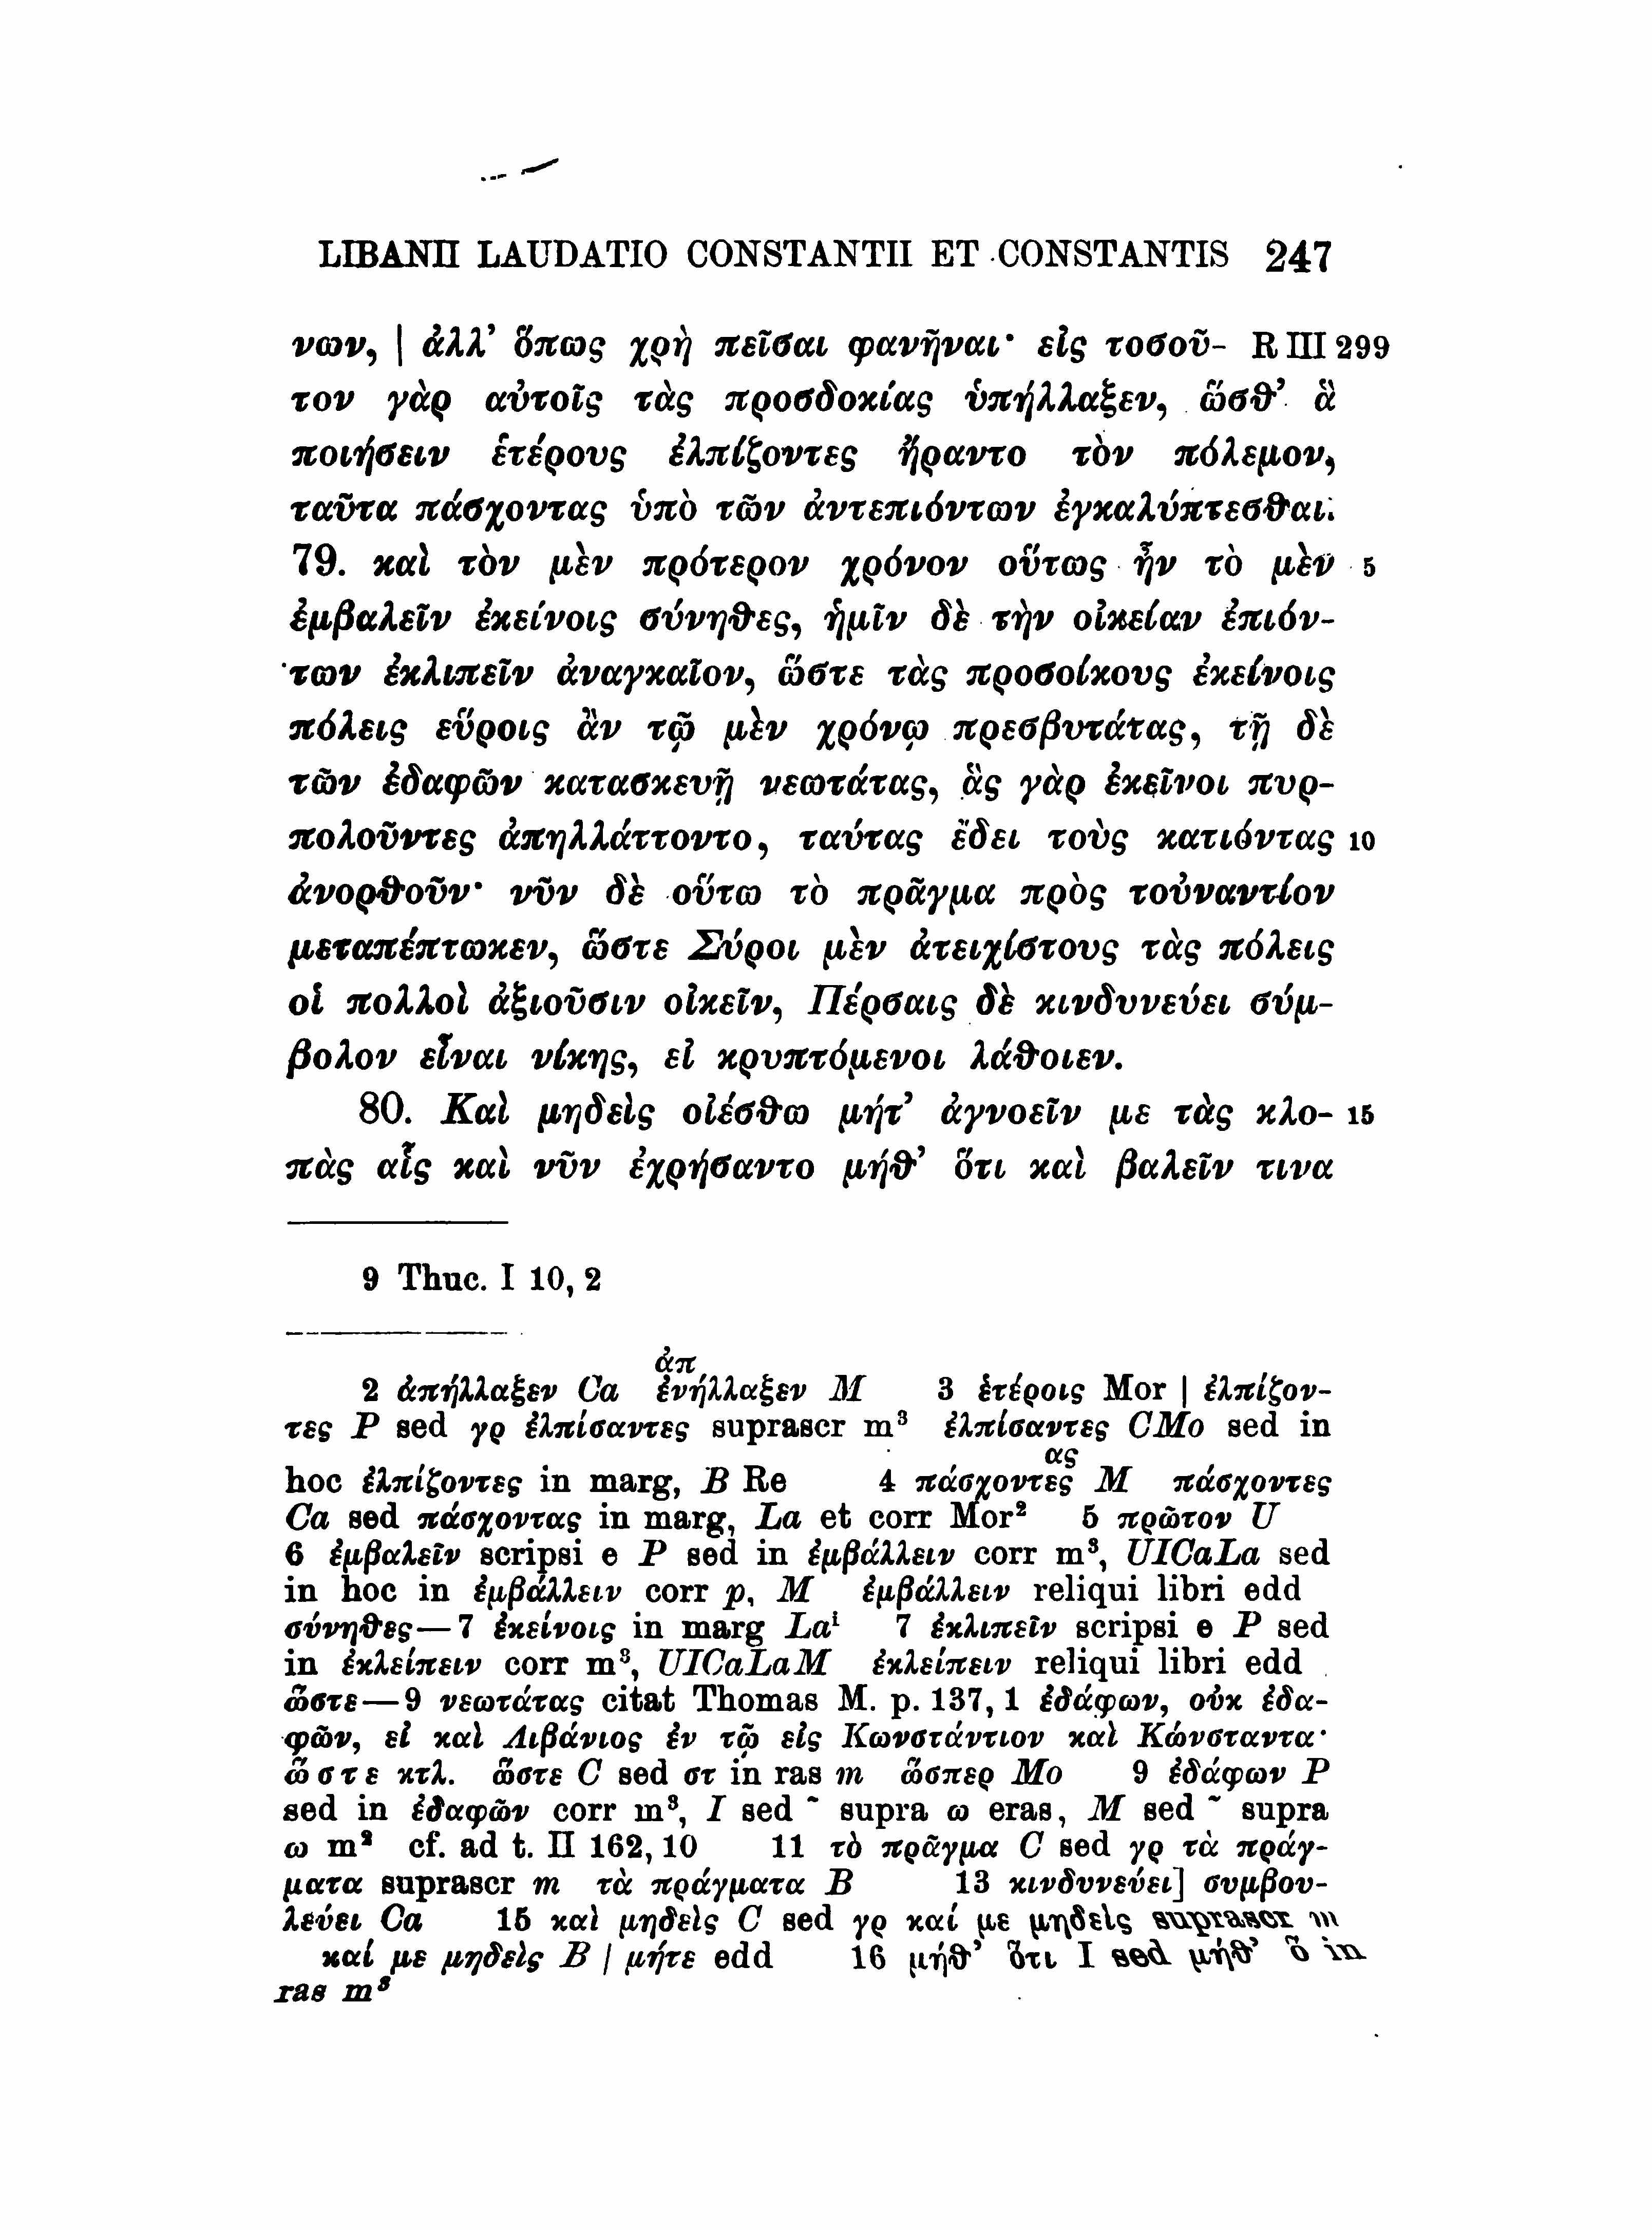 LIBANII LAUDATIO CONSTANTII ET CONSTANTIS 247
νων, | ἀλλ’ ὅπως χρὴ πεῖσαι φανῆναι· εἰς τοσοῦ- R III 299
τον γὰρ αὐτοῖς τὰς προσδοκίας ὑπήλλαξεν, ὥσθ’ ἃ
ποιήσειν ἑτέρους ἐλπίζοντες ἤραντο τὸν πόλεμον,
ταῦτα πάσχοντας ὑπὸ τῶν ἀντεπιόντων ἐγκαλύπτεσθαι.
79. καὶ τὸν μὲν πρότερον χρόνον οὕτως ἦν τὸ μὲν 5
ἐμβαλεῖν ἐκείνοις σύνηθες, ἡμῖν δὲ τὴν οἰκείαν ἐπιόν-
των ἐκλιπεῖν ἀναγκαῖον, ὥστε τὰς προσοίκους ἐκείνοις
πόλεις εὕροις ἂν τῷ μὲν χρόνῳ πρεσβυτάτας, τῇ δὲ
τῶν ἐδαφῶν κατασκευῇ νεωτάτας, ἃς γὰρ ἐκεῖνοι πυρ-
πολοῦντες ἀπηλλάττοντο, ταύτας ἔδει τοὺς κατιόντας 10
ἀνορθοῦν· νῦν δὲ οὕτω τὸ πρᾶγμα πρὸς τοὐναντίον
μεταπέπτωκεν, ὥστε Σύροι μὲν ἀτειχίστους τὰς πόλεις
οἱ πολλοὶ ἀξιοῦσιν οἰκεῖν, Πέρσαις δὲ κινδυνεύει σύμ-
βολον εἶναι νίκης, εἰ κρυπτόμενοι λάθοιεν.
80. Καὶ μηδεὶς οἰέσθω μήτ’ ἀγνοεῖν με τὰς κλο- 15
πὰς αἷς καὶ νῦν ἐχρήσαντο μήθ’ ὅτι καὶ βαλεῖν τινα
9 Thuc. I 10, 2
ἀπ
2 ἀπήλλαξεν Ca ἐνήλλαξεν M 3 ἑτέροις Mor | ἐλπίζον-
τες P sed γρ ἐλπίσαντες suprascr m³ ἐλπίσαντες CMo sed in
ας
hoc ἐλπίζοντες in marg, B Re 4 πάσχοντες M πάσχοντες
Ca sed πάσχοντας in marg, La et corr Mor² 5 πρῶτον U
6 ἐμβαλεῖν scripsi e P sed in ἐμβάλλειν corr m³, UICaLa sed
in hoc in ἐμβάλλειν corr p, M ἐμβάλλειν reliqui libri edd
σύνηθες—7 ἐκείνοις in marg La¹ 7 ἐκλιπεῖν scripsi e P sed
in ἐκλείπειν corr m³, UICaLaM ἐκλείπειν reliqui libri edd
ὥστε—9 νεωτάτας citat Thomas M. p. 137, 1 ἐδάφων, οὐκ ἐδα-
φῶν, εἰ καὶ Λιβάνιος ἐν τῷ εἰς Κωνστάντιον καὶ Κώνσταντα·
ὥστε κτλ. ὥστε C sed στ in ras m ὥσπερ Mo 9 ἐδάφων P
sed in ἐδαφῶν corr m³, I sed ῀ supra ω eras, M sed ῀ supra
ω m² cf. ad t. II 162, 10 11 τὸ πρᾶγμα C sed γρ τὰ πράγ-
ματα suprascr m τὰ πράγματα B 13 κινδυνεύει] συμβου-
λεύει Ca 15 καὶ μηδεὶς C sed γρ καί με μηδεὶς suprascr m
καί με μηδεὶς B | μήτε edd 16 μήθ’ ὅτι I sed μήθ’ ὅ in
ras m³